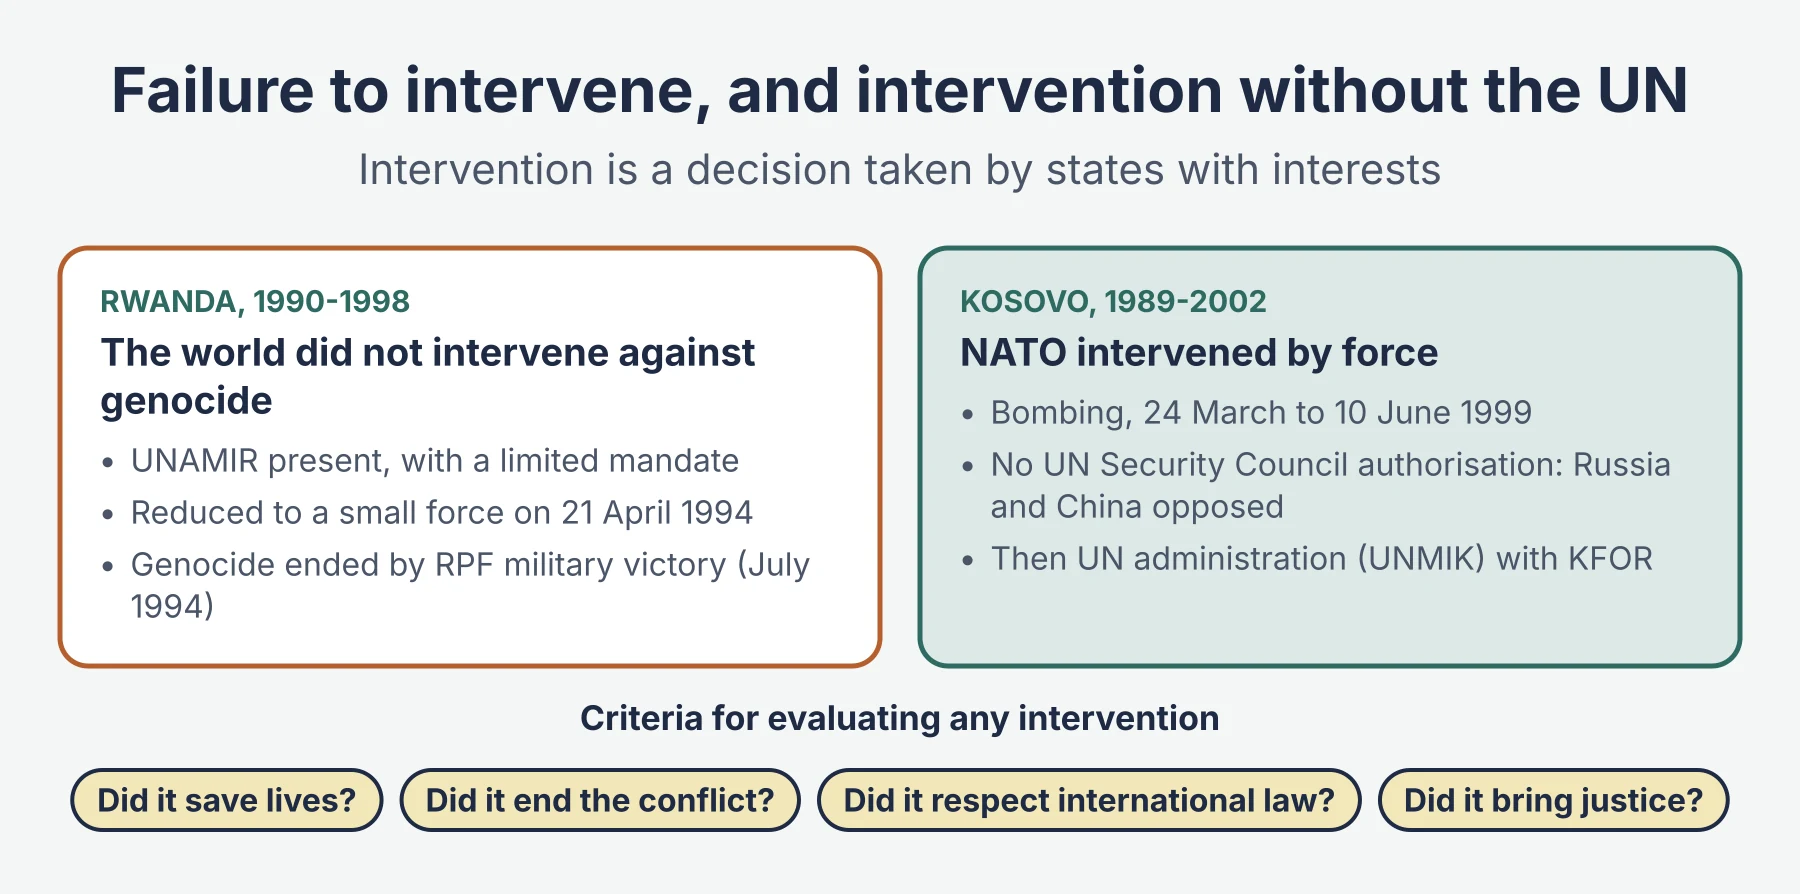 Failure to intervene, and intervention without the UN
Intervention is a decision taken by states with interests
RWANDA, 1990-1998
The world did not intervene against
genocide
• UNAMIR present, with a limited mandate
• Reduced to a small force on 21 April 1994
• Genocide ended by RPF military victory (July
1994)
KOSOVO, 1989-2002
NATO intervened by force
• Bombing, 24 March to 10 June 1999
• No UN Security Council authorisation: Russia
and China opposed
• Then UN administration (UNMIK) with KFOR
Criteria for evaluating any intervention
Did it save lives?
Did it end the conflict?
Did it respect international law?
Did it bring justice?